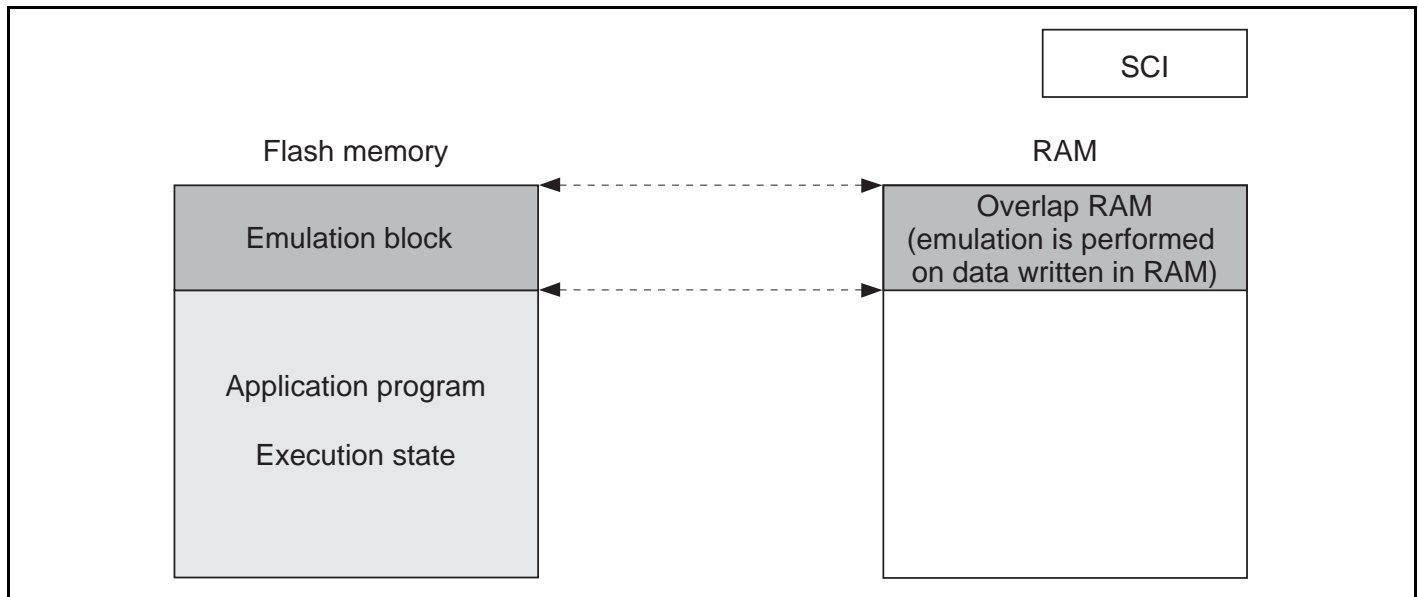 SCI
Flash memory
RAM
Emulation block
Overlap RAM
(emulation is performed
on data written in RAM)
Application program
Execution state